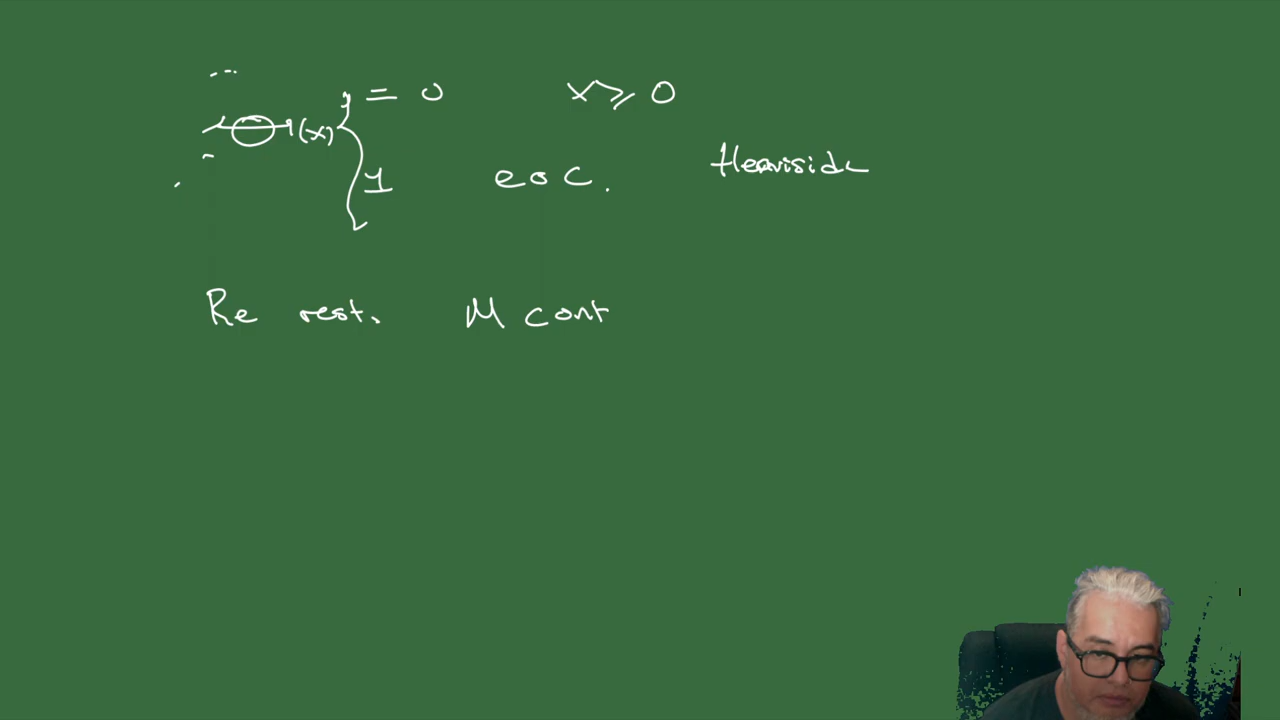 Θ(x) { = 0 x ⩾ 0
1 e o c.
Heaviside
Re rest. M cont